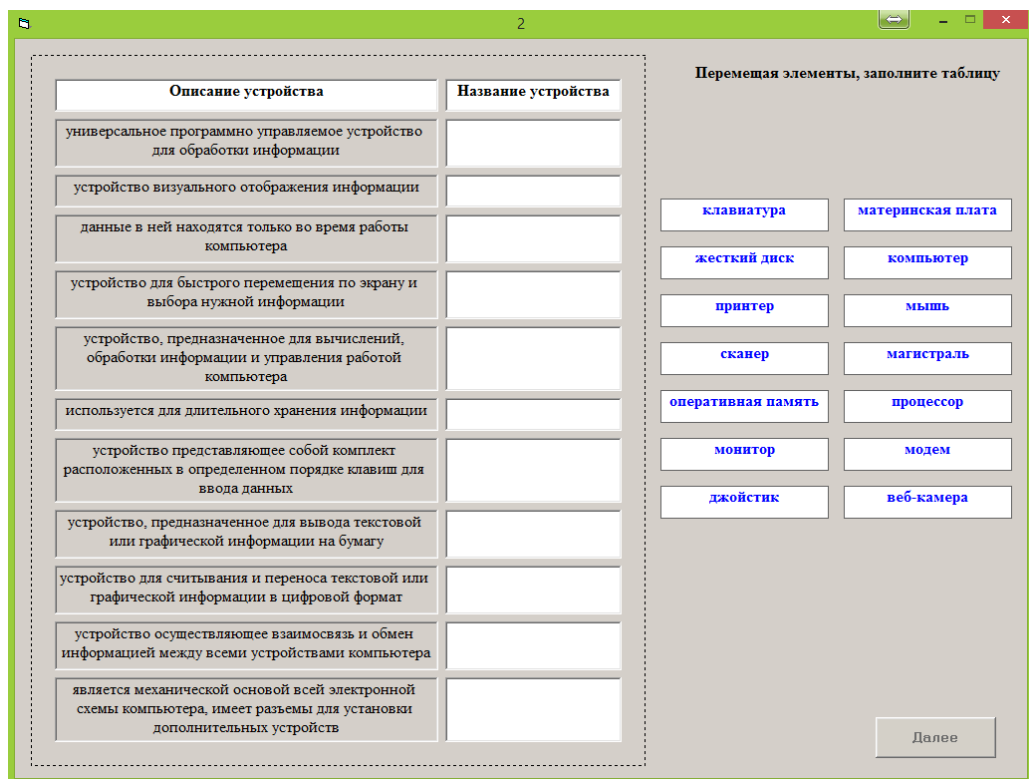 2
Перемещая элементы, заполните таблицу
Описание устройства
Название устройства
универсальное программно управляемое устройство
для обработки информации
устройство визуального отображения информации
данные в ней находятся только во время работы
компьютера
устройство для быстрого перемещения по экрану и
выбора нужной информации
устройство, предназначенное для вычислений,
обработки информации и управления работой
компьютера
используется для длительного хранения информации
устройство представляющее собой комплект
расположенных в определенном порядке клавиш для
ввода данных
устройство, предназначенное для вывода текстовой
или графической информации на бумагу
устройство для считывания и переноса текстовой или
графической информации в цифровой формат
устройство осуществляющее взаимосвязь и обмен
информацией между всеми устройствами компьютера
является механической основой всей электронной
схемы компьютера, имеет разъемы для установки
дополнительных устройств
клавиатура
материнская плата
жесткий диск
компьютер
принтер
мышь
сканер
магистраль
оперативная память
процессор
монитор
модем
джойстик
веб-камера
Далее